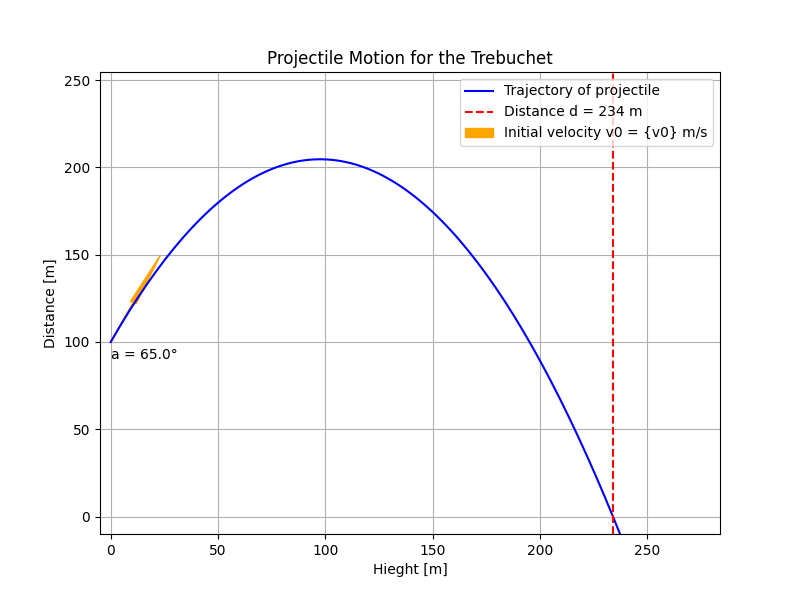 Projectile Motion for the Trebuchet
Trajectory of projectile
Distance d = 234 m
Initial velocity v0 = {v0} m/s
Distance [m]
250
200
150
100
50
0
a = 65.0°
0
50
100
150
200
250
Hieght [m]